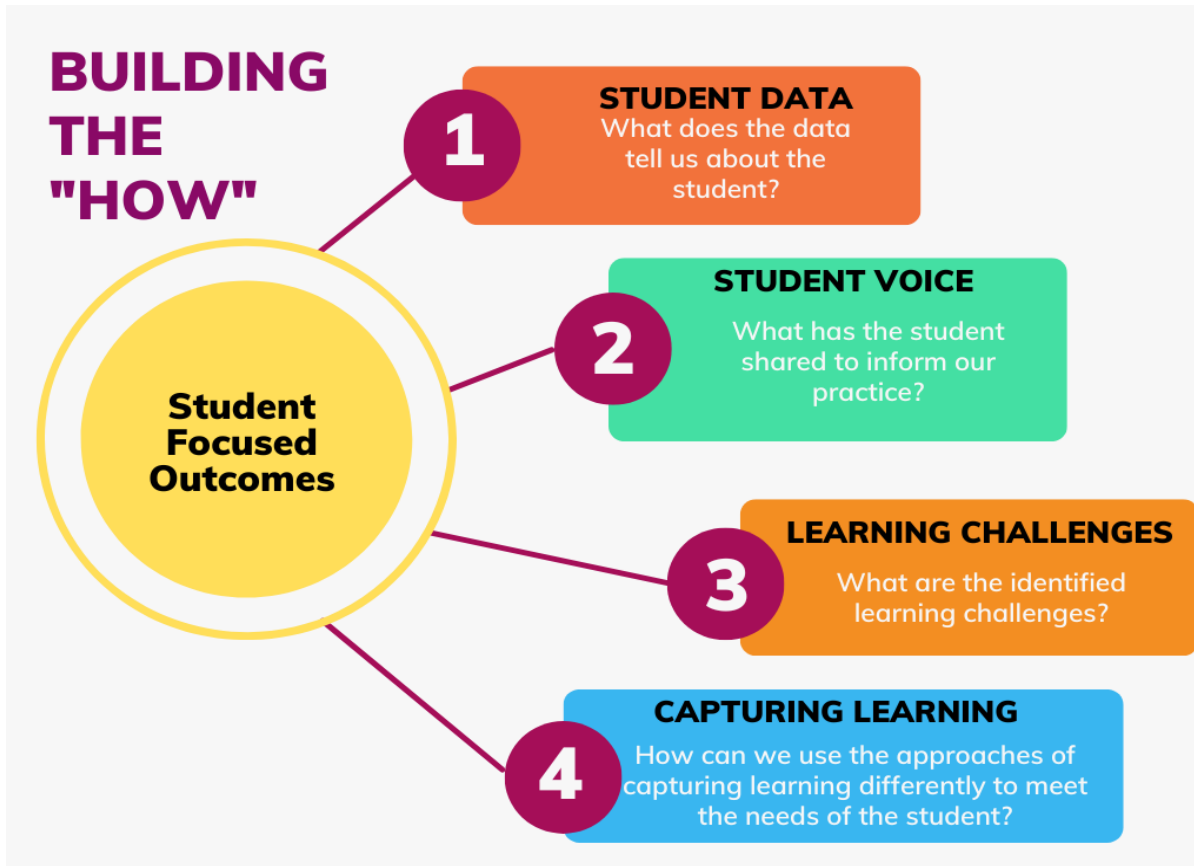 BUILDING
THE
"HOW"
1
STUDENT DATA
What does the data
tell us about the
student?
2
STUDENT VOICE
What has the student
shared to inform our
practice?
Student
Focused
Outcomes
3
LEARNING CHALLENGES
What are the identified
learning challenges?
4
CAPTURING LEARNING
How can we use the approaches of
capturing learning differently to meet
the needs of the student?